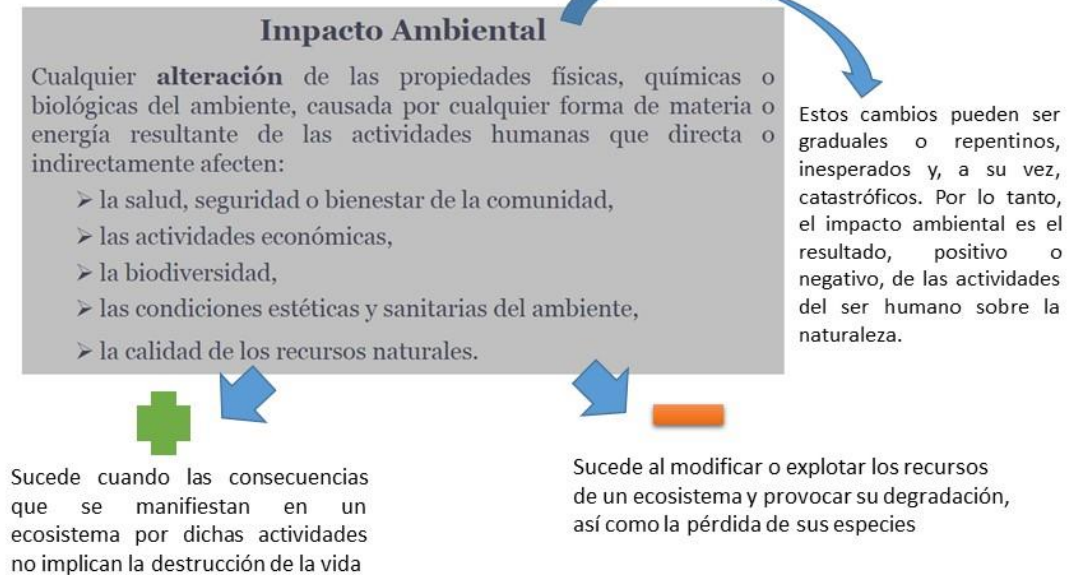 Impacto Ambiental
Cualquier alteración de las propiedades físicas, químicas o
biológicas del ambiente, causada por cualquier forma de materia o
energía resultante de las actividades humanas que directa o
indirectamente afecten:
➢ la salud, seguridad o bienestar de la comunidad,
➢ las actividades económicas,
➢ la biodiversidad,
➢ las condiciones estéticas y sanitarias del ambiente,
➢ la calidad de los recursos naturales.
Estos cambios pueden ser
graduales o repentinos,
inesperados y, a su vez,
catastróficos. Por lo tanto,
el impacto ambiental es el
resultado, positivo o
negativo, de las actividades
del ser humano sobre la
naturaleza.
Sucede cuando las consecuencias
que se manifiestan en un
ecosistema por dichas actividades
no implican la destrucción de la vida
Sucede al modificar o explotar los recursos
de un ecosistema y provocar su degradación,
así como la pérdida de sus especies